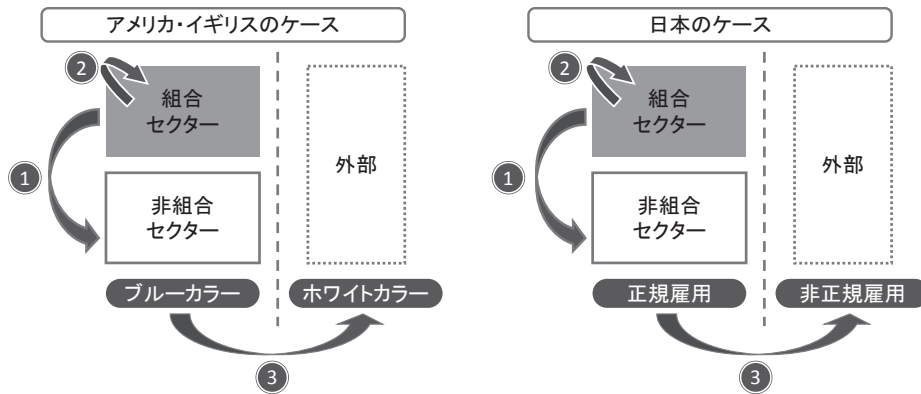 アメリカ・イギリスのケース
2
組合
セクター
1
外部
非組合
セクター
ブルーカラー
ホワイトカラー
3
日本のケース
2
組合
セクター
1
外部
非組合
セクター
正規雇用
非正規雇用
3